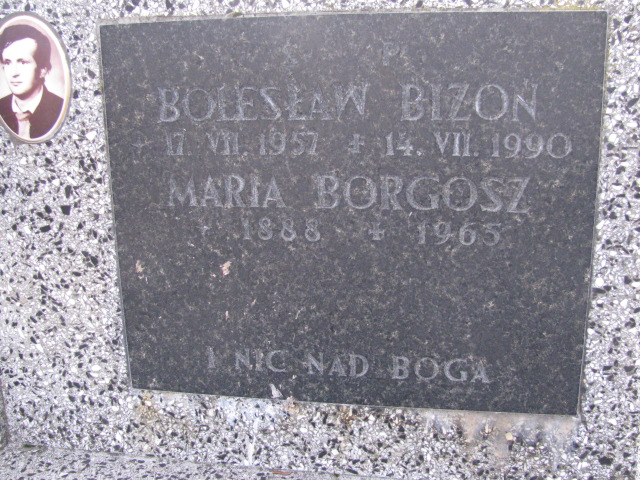 BOLESŁAW BIZON
17. VII. 1957 + 14. VII. 1990
MARIA BORGOSZ
1888 + 1965
I NIC NAD BOGA